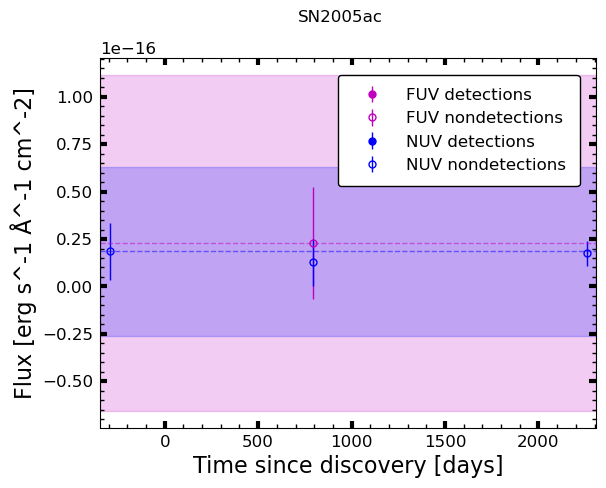 SN2005ac
1e−16
Flux [erg s^-1 Å^-1 cm^-2]
1.00
0.75
0.50
0.25
0.00
−0.25
−0.50
FUV detections
FUV nondetections
NUV detections
NUV nondetections
0
500
1000
1500
2000
Time since discovery [days]